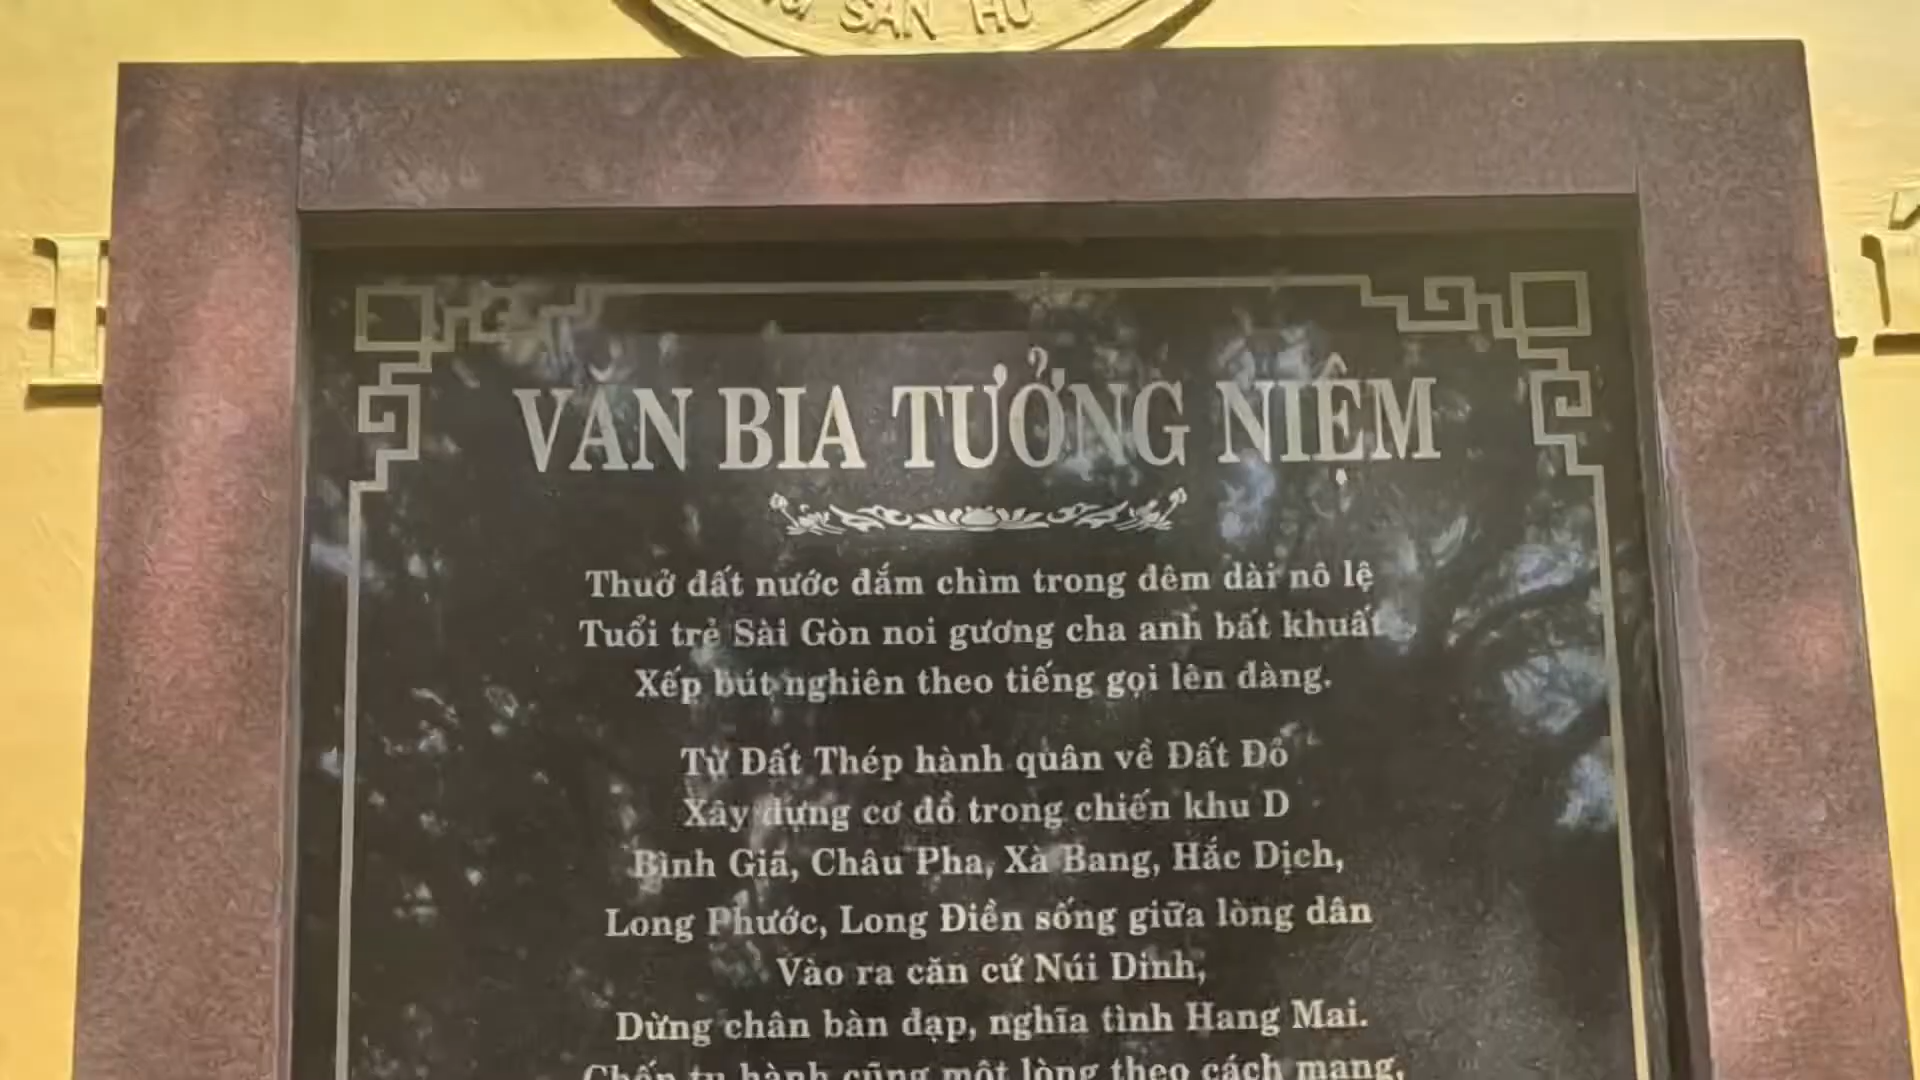 SAN HÔ
VĂN BIA TƯỞNG NIỆM
Thuở đất nước đắm chìm trong đêm dài nô lệ
Tuổi trẻ Sài Gòn noi gương cha anh bất khuất
Xếp bút nghiên theo tiếng gọi lên đàng.
Từ Đất Thép hành quân về Đất Đỏ
Xây dựng cơ đồ trong chiến khu D
Bình Giã, Châu Pha, Xà Bang, Hắc Dịch,
Long Phước, Long Điền sống giữa lòng dân
Vào ra căn cứ Núi Dinh,
Dừng chân bàn đạp, nghĩa tình Hang Mai.
Chốn tu hành cũng một lòng theo cách mạng,